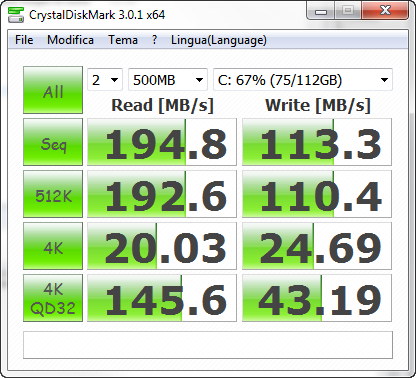 CrystalDiskMark 3.0.1 x64
File Modifica Tema ? Lingua(Language)
All 2 500MB C: 67% (75/112GB)
Read [MB/s] Write [MB/s]
Seq 194.8 113.3
512K 192.6 110.4
4K 20.03 24.69
4K QD32 145.6 43.19